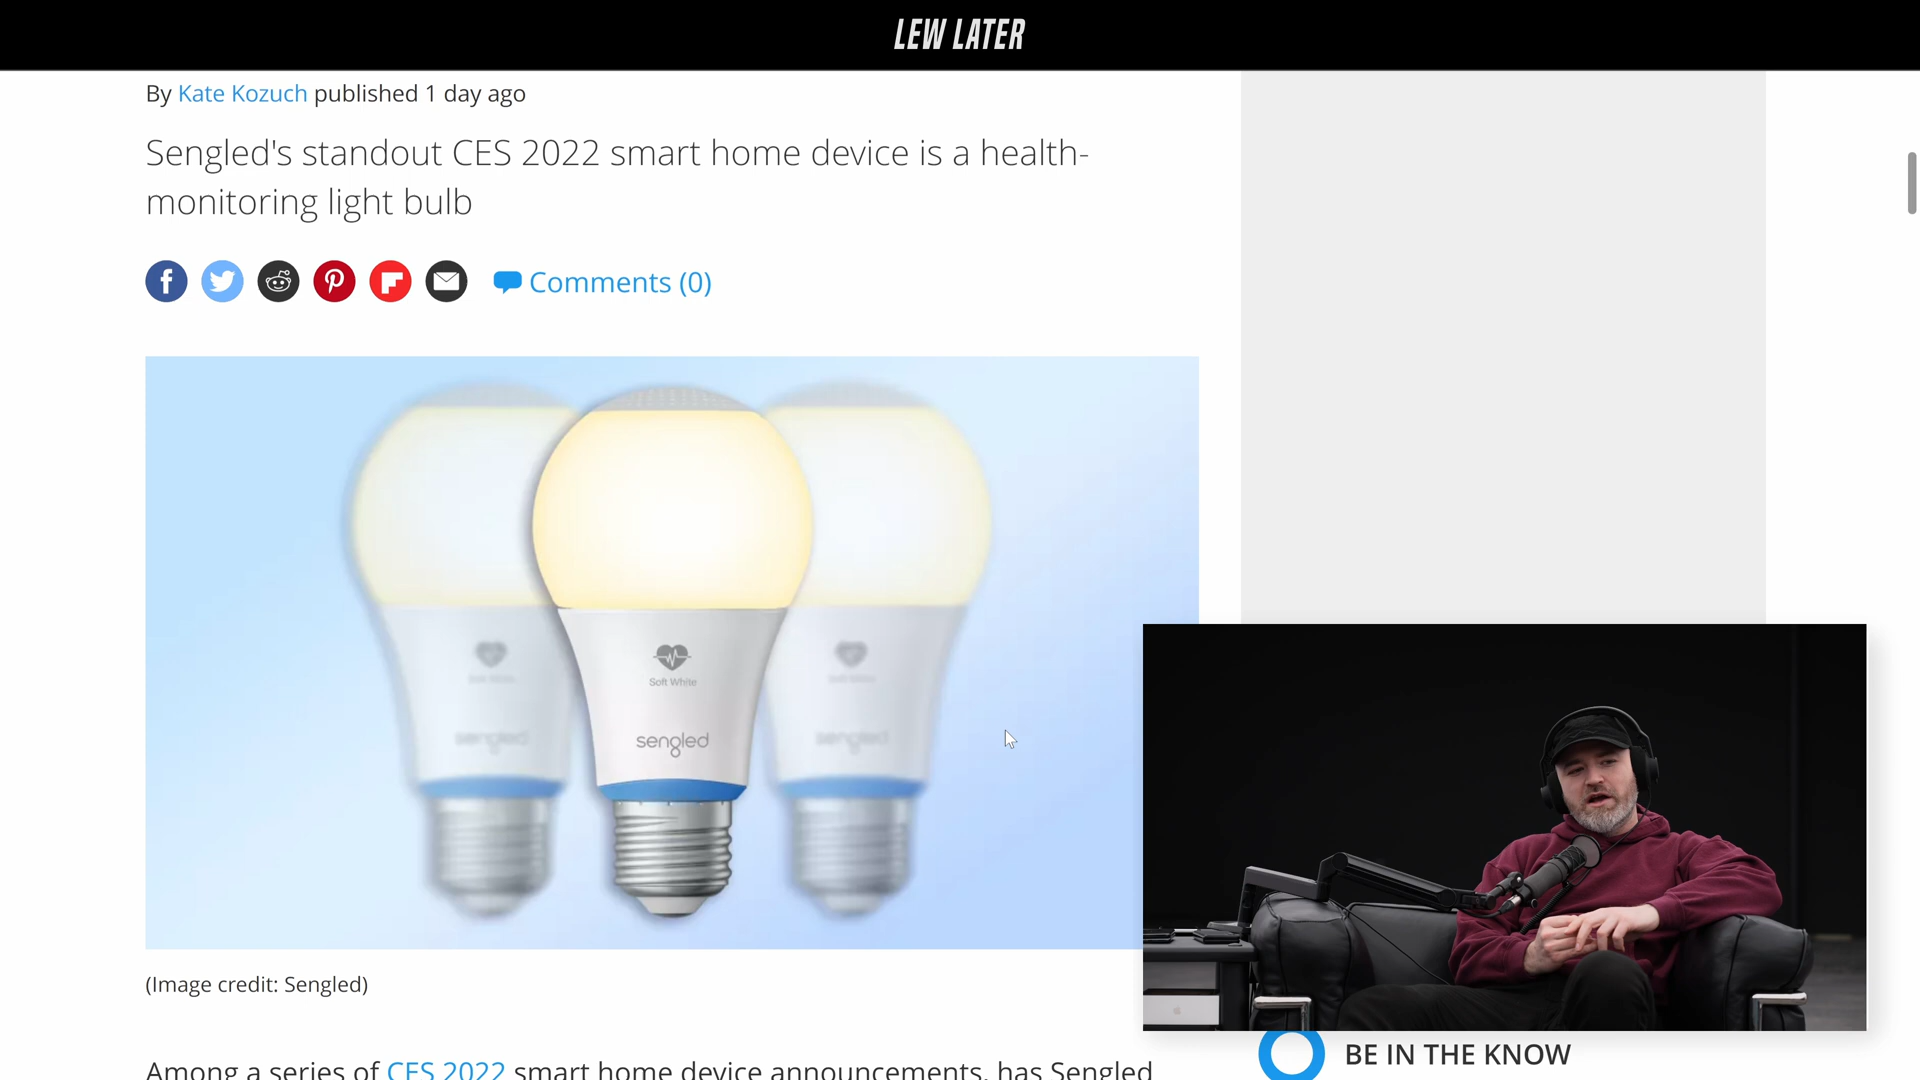 LEW LATER
By Kate Kozuch published 1 day ago
Sengled's standout CES 2022 smart home device is a health-
monitoring light bulb
Comments (0)
Soft White
sengled
(Image credit: Sengled)
Among a series of CES 2022 smart home device announcements, has Sengled
BE IN THE KNOW